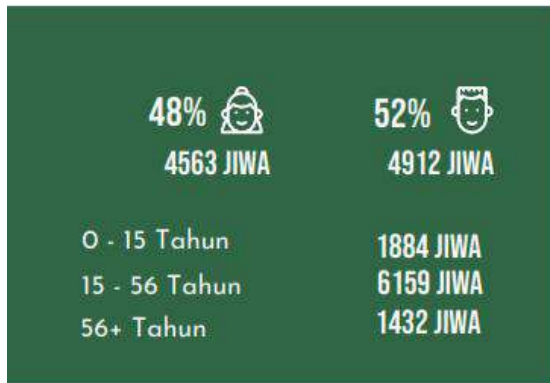 48% 52%
4563 JIWA 4912 JIWA
0 - 15 Tahun 1884 JIWA
15 - 56 Tahun 6159 JIWA
56+ Tahun 1432 JIWA